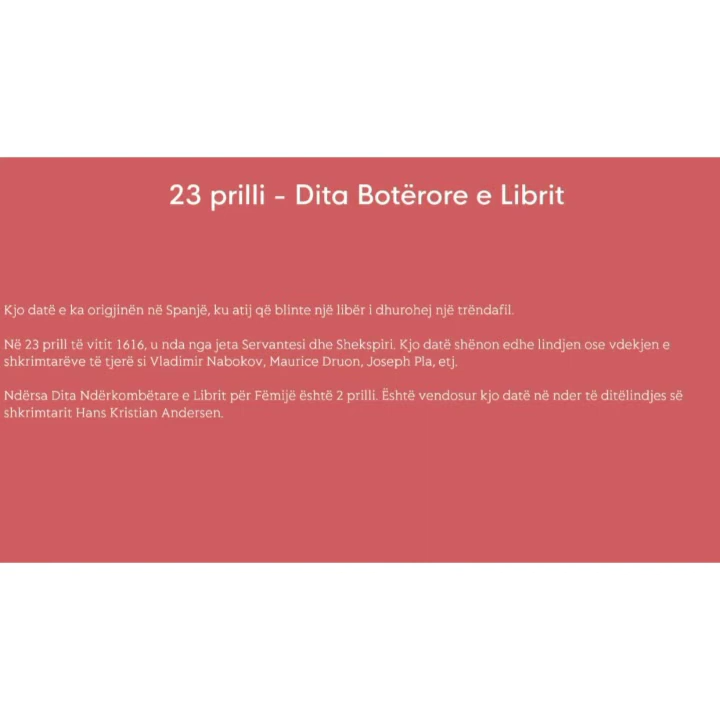 23 prilli - Dita Botërore e Librit
Kjo datë e ka origjinën në Spanjë, ku atij që blinte një libër i dhurohej një trëndafil.
Në 23 prill të vitit 1616, u nda nga jeta Servantesi dhe Shekspiri. Kjo datë shënon edhe lindjen ose vdekjen e
shkrimtarëve të tjerë si Vladimir Nabokov, Maurice Druon, Joseph Pla, etj.
Ndërsa Dita Ndërkombëtare e Librit për Fëmijë është 2 prilli. Është vendosur kjo datë në nder të ditëlindjes së
shkrimtarit Hans Kristian Andersen.